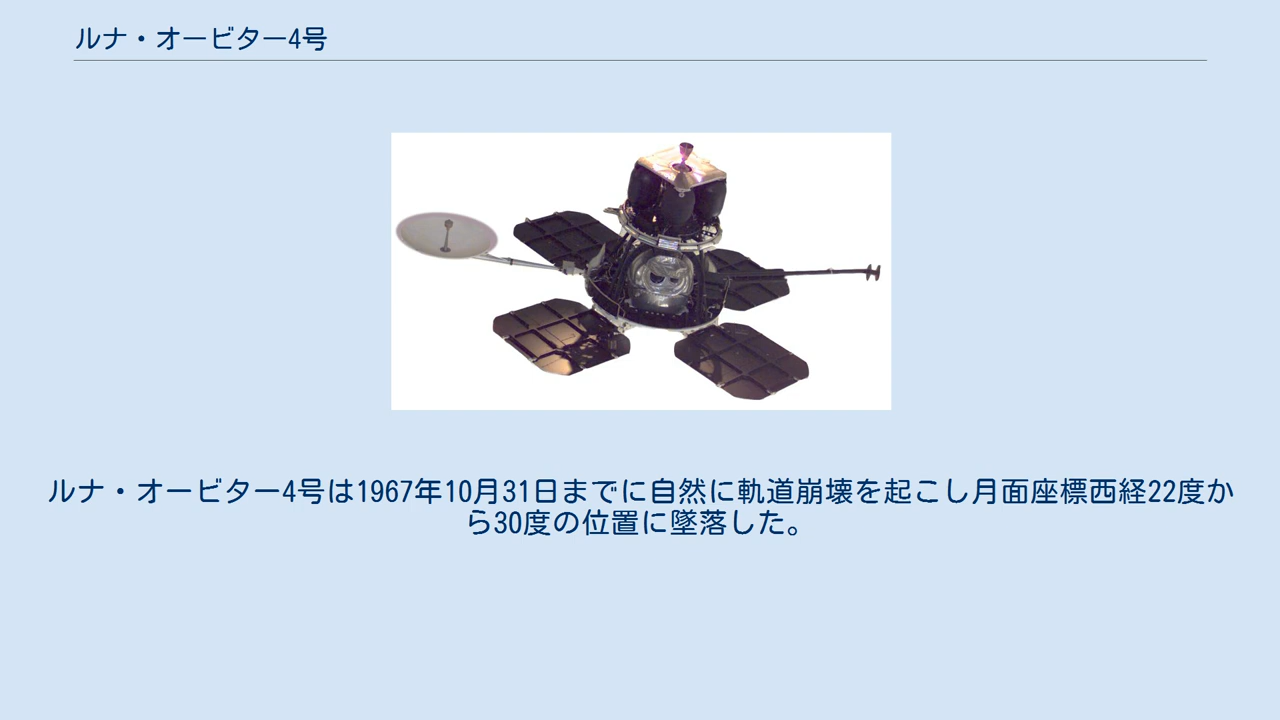 ルナ・オービター4号
ルナ・オービター4号は1967年10月31日までに自然に軌道崩壊を起こし月面座標西経22度か
ら30度の位置に墜落した。